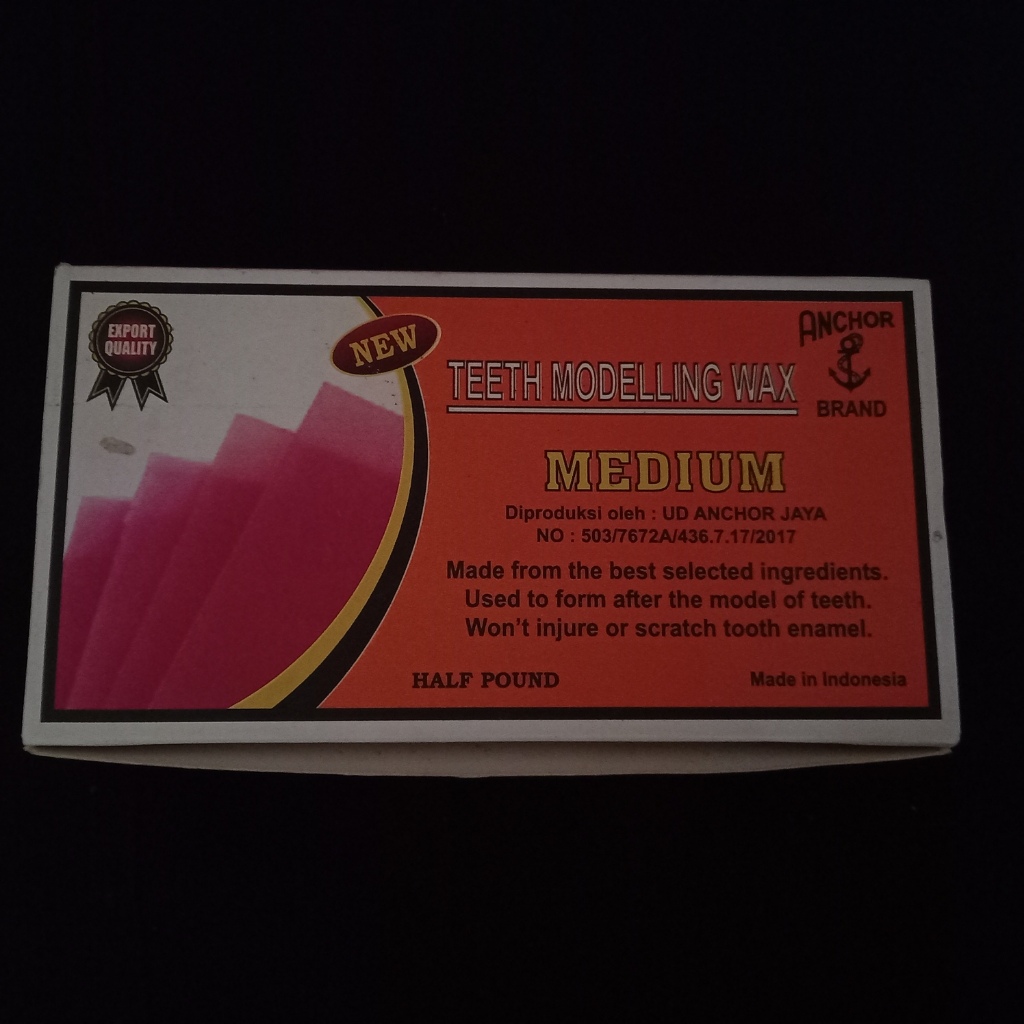 EXPORT
QUALITY
NEW
TEETH MODELLING WAX
ANCHOR
BRAND
MEDIUM
Diproduksi oleh : UD ANCHOR JAYA
NO : 503/7672A/436.7.17/2017
Made from the best selected ingredients.
Used to form after the model of teeth.
Won't injure or scratch tooth enamel.
HALF POUND
Made in Indonesia